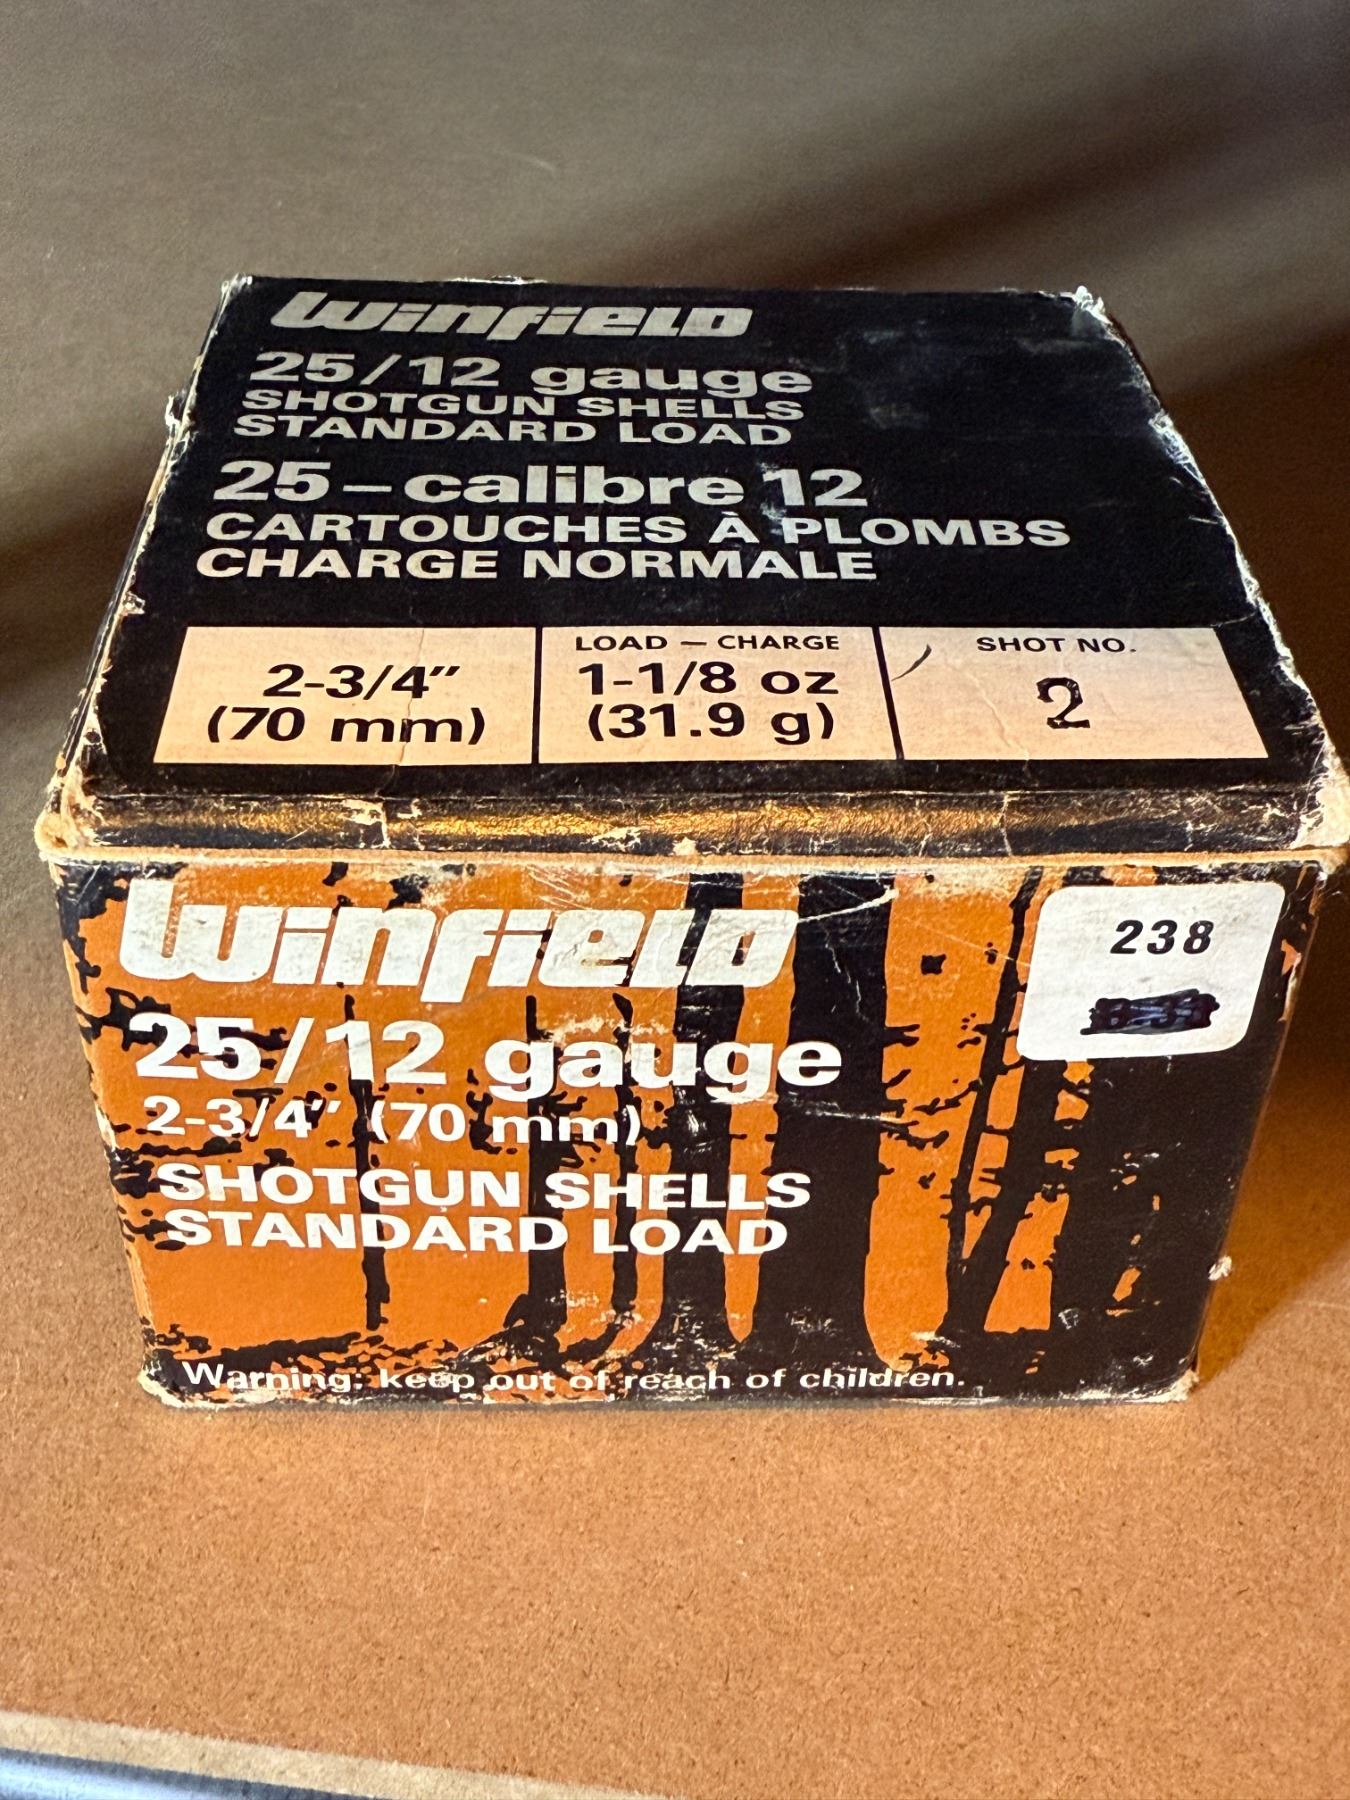 Winfield
25/12 gauge
SHOTGUN SHELLS
STANDARD LOAD
25-calibre 12
CARTOUCHES À PLOMBS
CHARGE NORMALE
2-3/4"
(70 mm)
LOAD - CHARGE
1-1/8 oz
(31.9 g)
SHOT NO.
2
Winfield
25/12 gauge
2-3/4" (70 mm)
SHOTGUN SHELLS
STANDARD LOAD
Warning: keep out of reach of children.
238